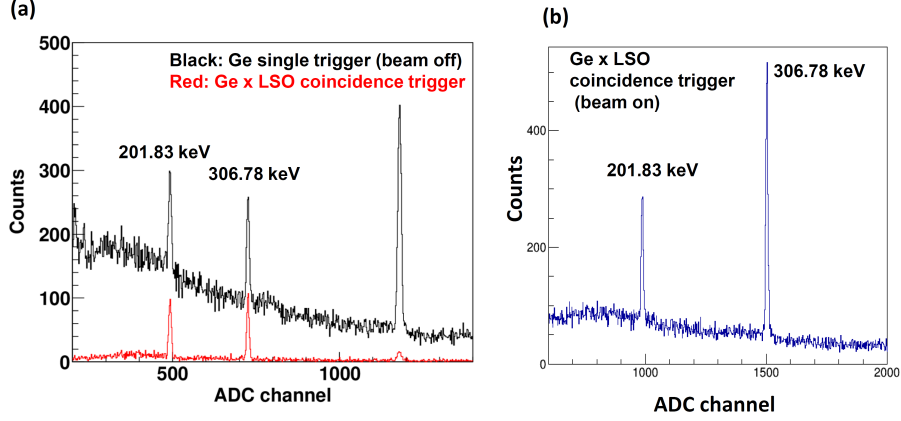 (a)
Black: Ge single trigger (beam off)
Red: Ge x LSO coincidence trigger
201.83 keV
306.78 keV
Counts
500
400
300
200
100
0
500
1000
ADC channel
(b)
Ge x LSO
coincidence trigger
(beam on)
306.78 keV
201.83 keV
Counts
400
200
0
1000
1500
2000
ADC channel